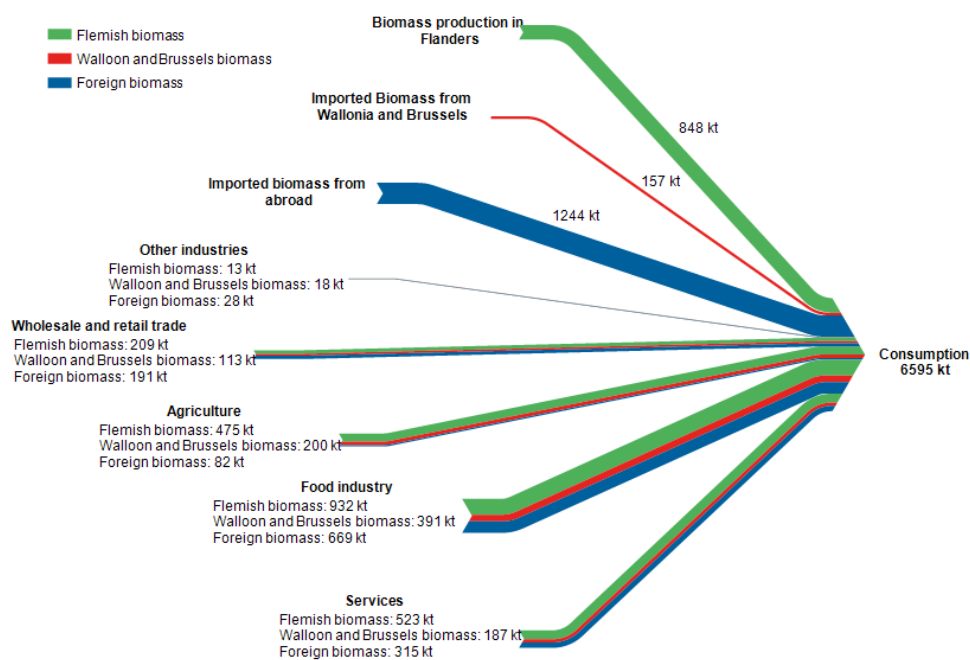 Flemish biomass
Walloon and Brussels biomass
Foreign biomass
Biomass production in
Flanders
848 kt
Imported Biomass from
Wallonia and Brussels
157 kt
Imported biomass from
abroad
1244 kt
Other industries
Flemish biomass: 13 kt
Walloon and Brussels biomass: 18 kt
Foreign biomass: 28 kt
Wholesale and retail trade
Flemish biomass: 209 kt
Walloon and Brussels biomass: 113 kt
Foreign biomass: 191 kt
Consumption
6595 kt
Agriculture
Flemish biomass: 475 kt
Walloon and Brussels biomass: 200 kt
Foreign biomass: 82 kt
Food industry
Flemish biomass: 932 kt
Walloon and Brussels biomass: 391 kt
Foreign biomass: 669 kt
Services
Flemish biomass: 523 kt
Walloon and Brussels biomass: 187 kt
Foreign biomass: 315 kt